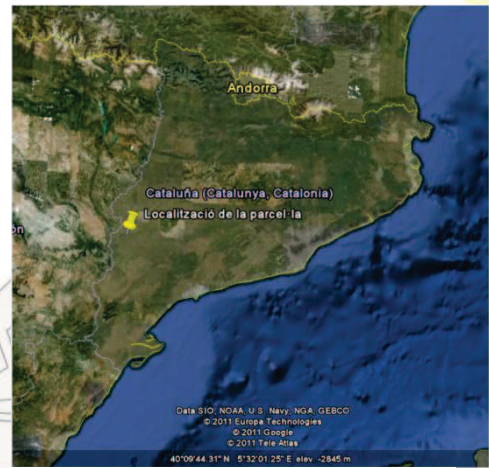 Andorra
Cataluña (Catalunya, Catalonia)
Localització de la parcel·la
ón
Data SIO, NOAA, U.S. Navy, NGA, GEBCO
© 2011 Europa Technologies
© 2011 Google
© 2011 Tele Atlas
40°09'44.31" N 5°32'01.25" E elev. -2845 m